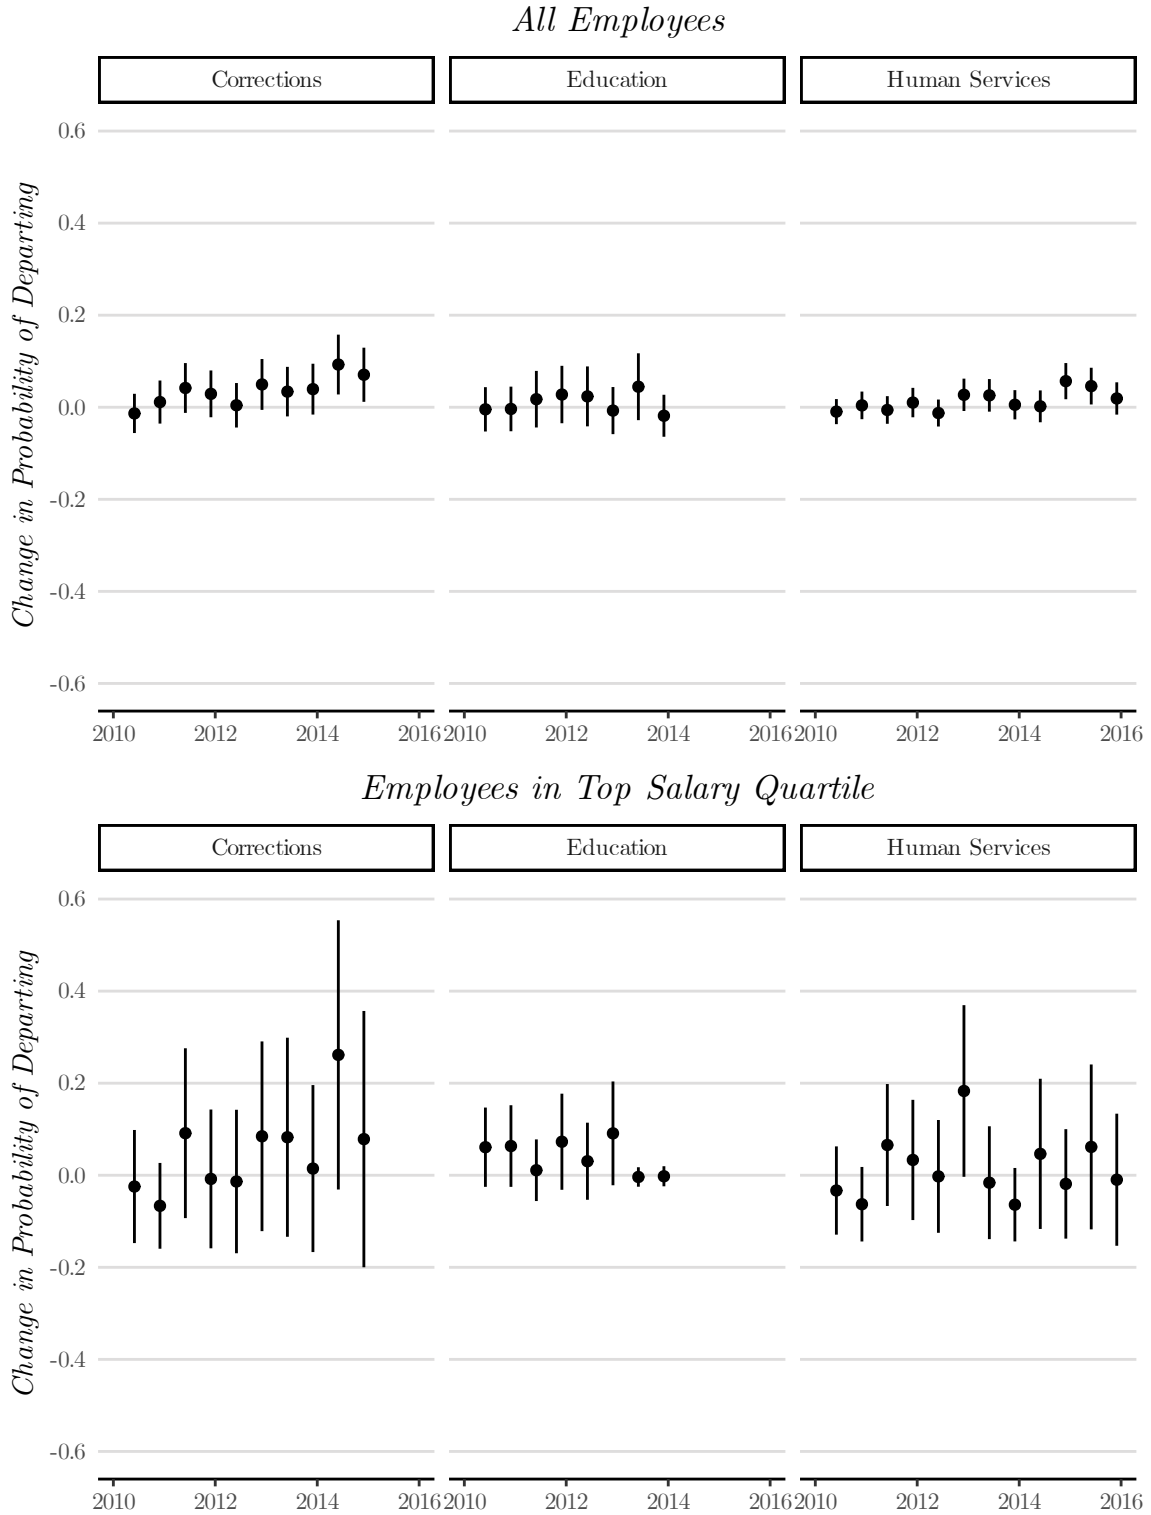 All Employees
Corrections Education Human Services
0.6
0.4
0.2
0.0
-0.2
-0.4
-0.6
Change in Probability of Departing
2010 2012 2014 2016 2010 2012 2014 2016 2010 2012 2014 2016
Employees in Top Salary Quartile
Corrections Education Human Services
0.6
0.4
0.2
0.0
-0.2
-0.4
-0.6
Change in Probability of Departing
2010 2012 2014 2016 2010 2012 2014 2016 2010 2012 2014 2016